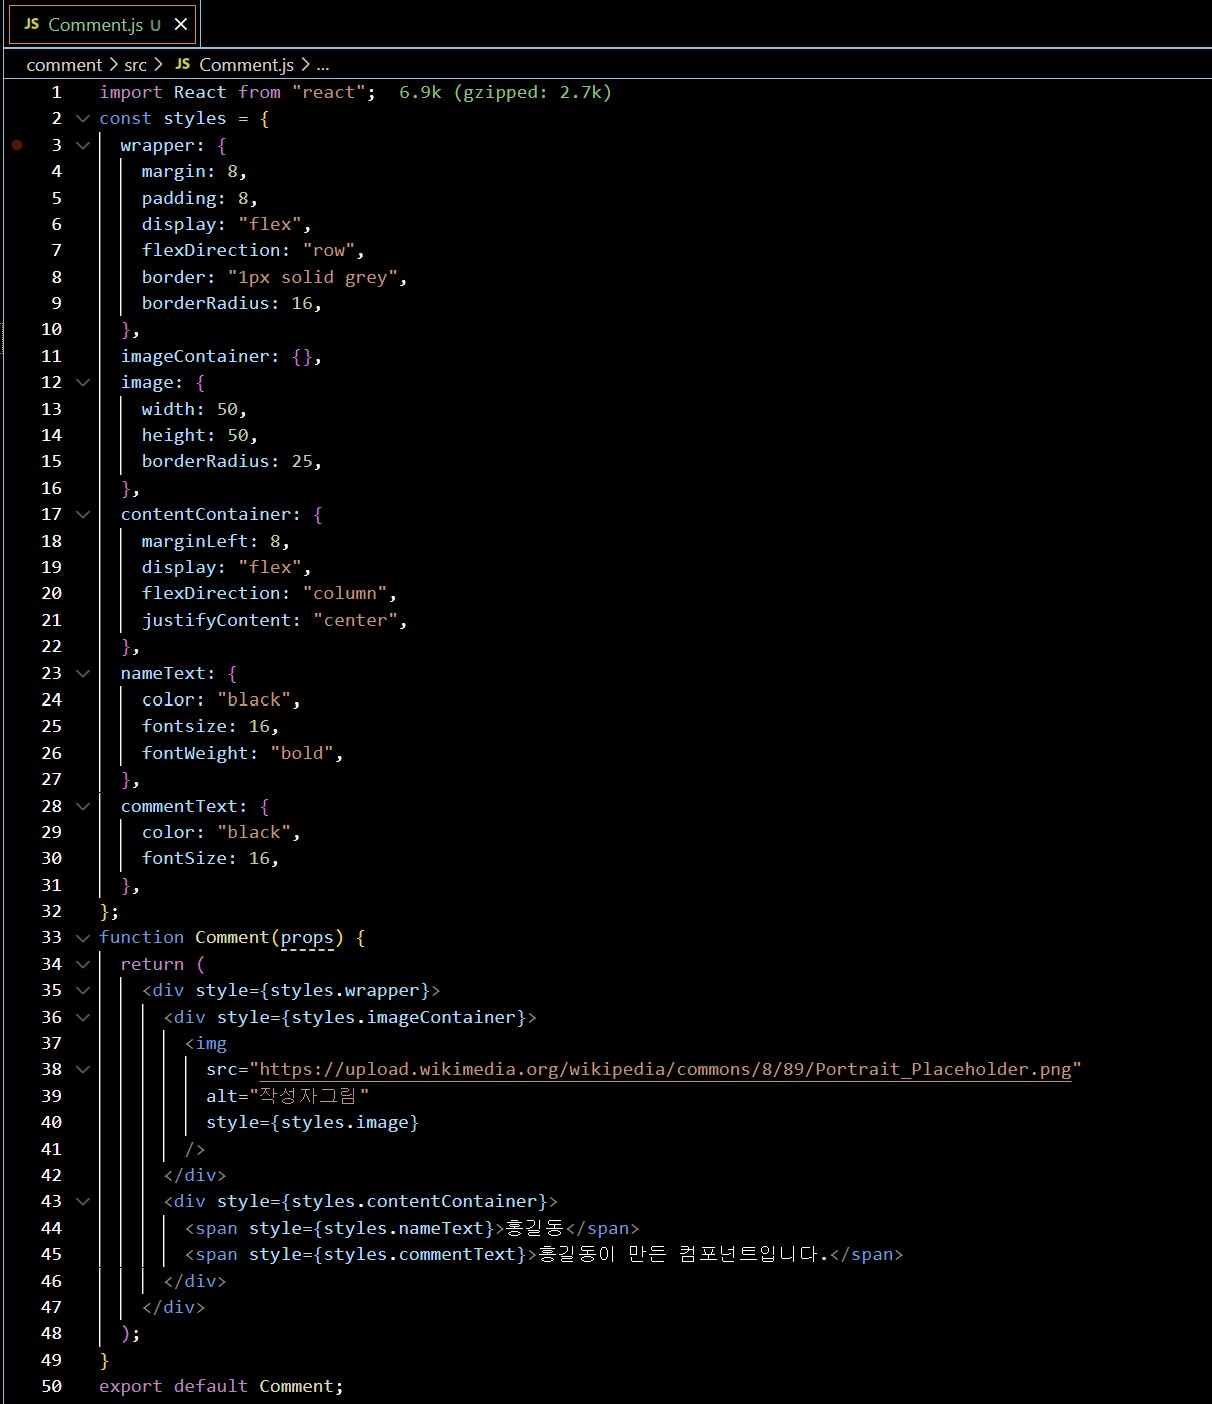 JS Comment.js U ×
comment > src > JS Comment.js > ...
1 import React from "react"; 6.9k (gzipped: 2.7k)
2 const styles = {
3 wrapper: {
4 margin: 8,
5 padding: 8,
6 display: "flex",
7 flexDirection: "row",
8 border: "1px solid grey",
9 borderRadius: 16,
10 },
11 imageContainer: {},
12 image: {
13 width: 50,
14 height: 50,
15 borderRadius: 25,
16 },
17 contentContainer: {
18 marginLeft: 8,
19 display: "flex",
20 flexDirection: "column",
21 justifyContent: "center",
22 },
23 nameText: {
24 color: "black",
25 fontsize: 16,
26 fontWeight: "bold",
27 },
28 commentText: {
29 color: "black",
30 fontSize: 16,
31 },
32 };
33 function Comment(props) {
34 return (
35 <div style={styles.wrapper}>
36 <div style={styles.imageContainer}>
37 <img
38 src="https://upload.wikimedia.org/wikipedia/commons/8/89/Portrait_Placeholder.png"
39 alt="작성자그림"
40 style={styles.image}
41 />
42 </div>
43 <div style={styles.contentContainer}>
44 <span style={styles.nameText}>홍길동</span>
45 <span style={styles.commentText}>홍길동이 만든 컴포넌트입니다.</span>
46 </div>
47 </div>
48 );
49 }
50 export default Comment;